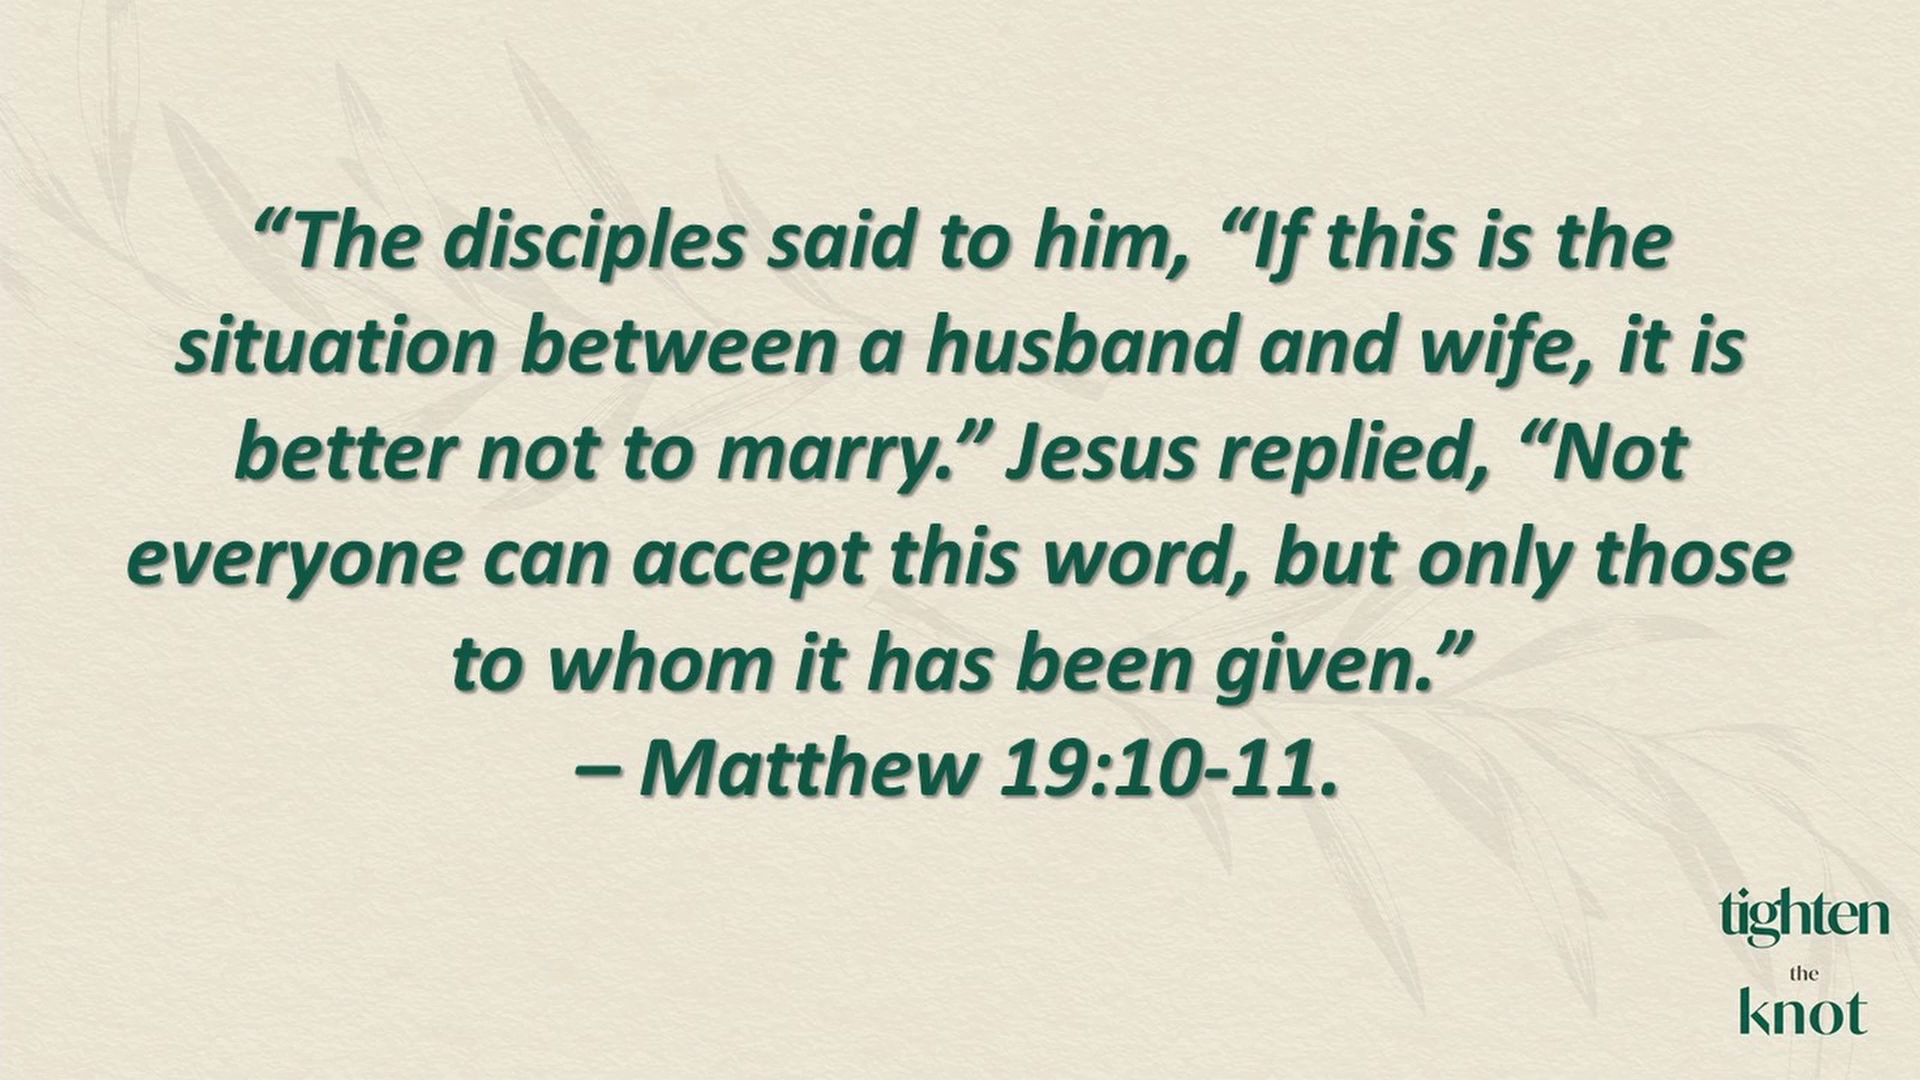 “The disciples said to him, “If this is the
situation between a husband and wife, it is
better not to marry.” Jesus replied, “Not
everyone can accept this word, but only those
to whom it has been given.”
– Matthew 19:10-11.
tighten
the
knot